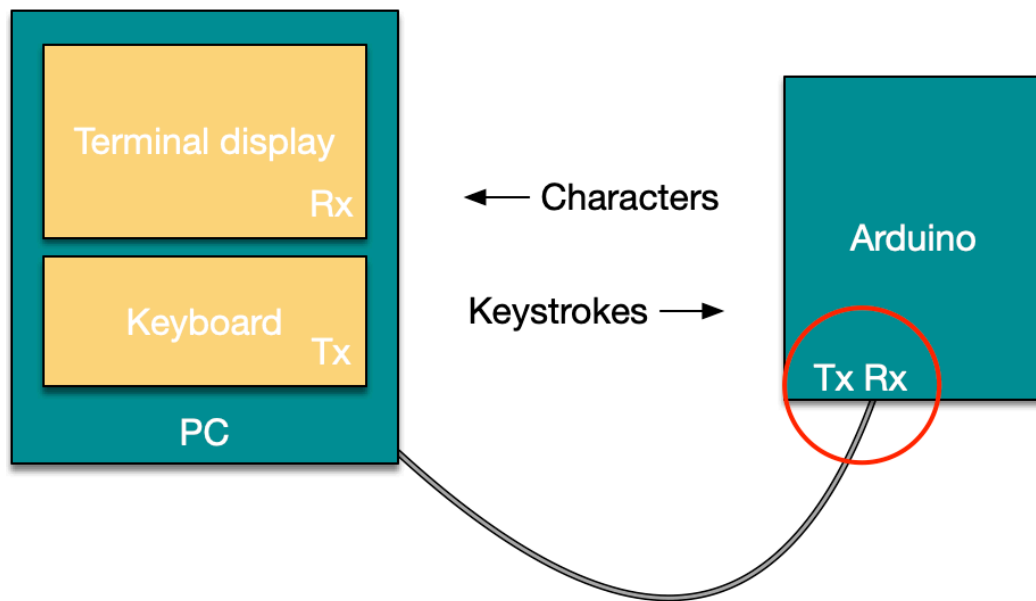 Terminal display
Rx
Keyboard
Tx
PC
Characters
Keystrokes
Arduino
Tx Rx